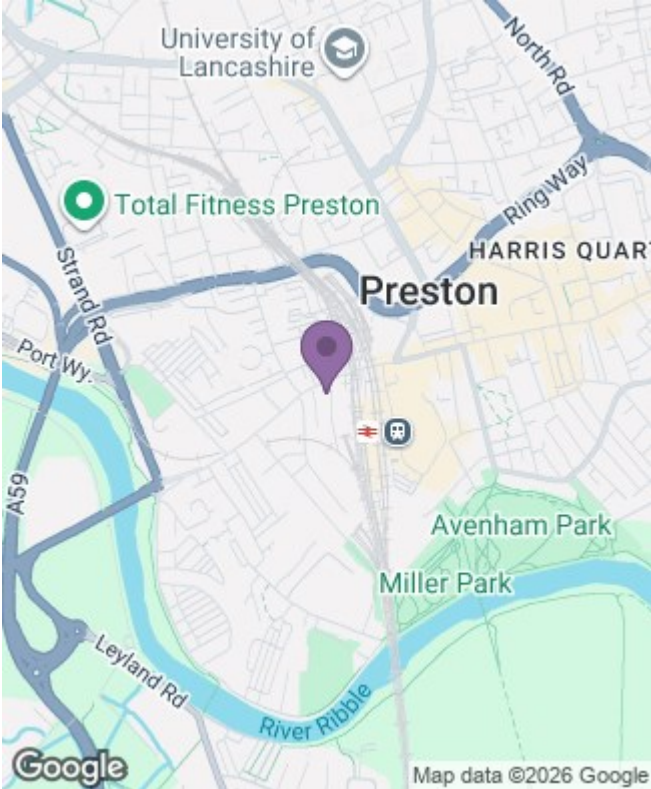 University of
Lancashire
North Rd
Total Fitness Preston
Ring Way
HARRIS QUAR
Strand Rd
Preston
Port Wy.
A59
Avenham Park
Miller Park
Leyland Rd
River Ribble
Google
Map data ©2026 Google